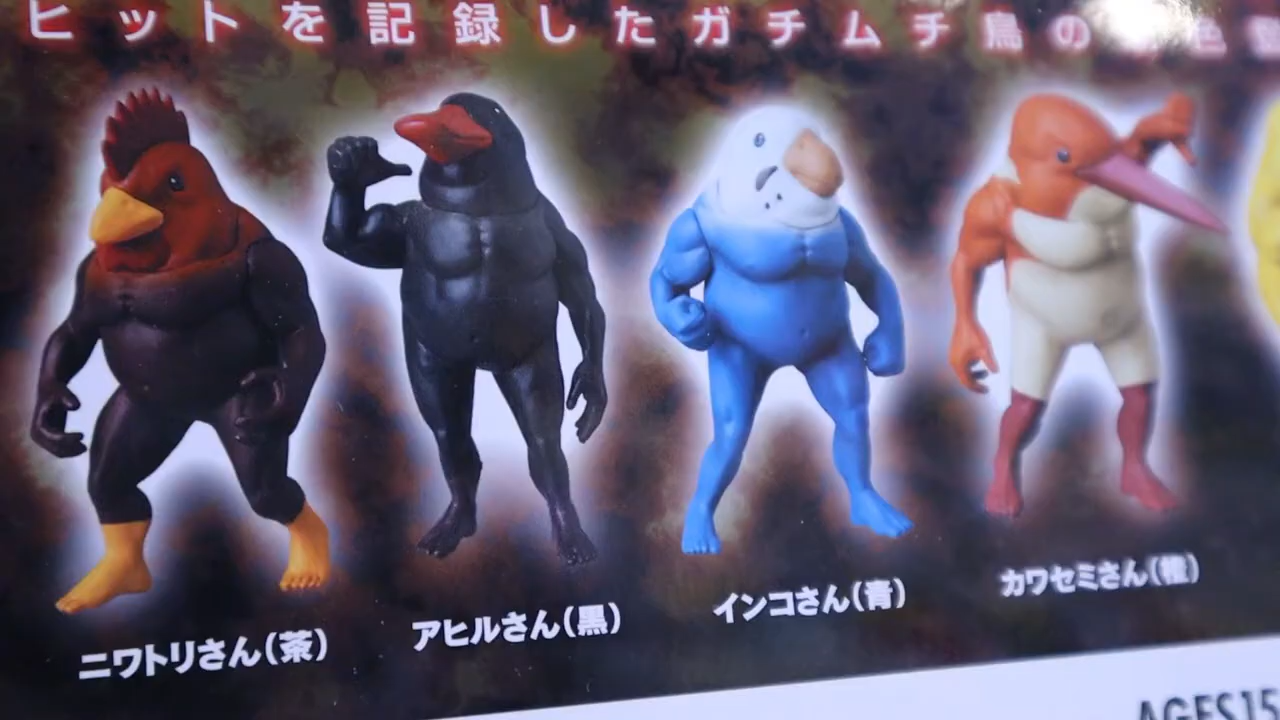 ヒットを記録したガチムチ鳥の
ニワトリさん(茶)
アヒルさん(黒)
インコさん(青)
カワセミさん(橙)
AGES15